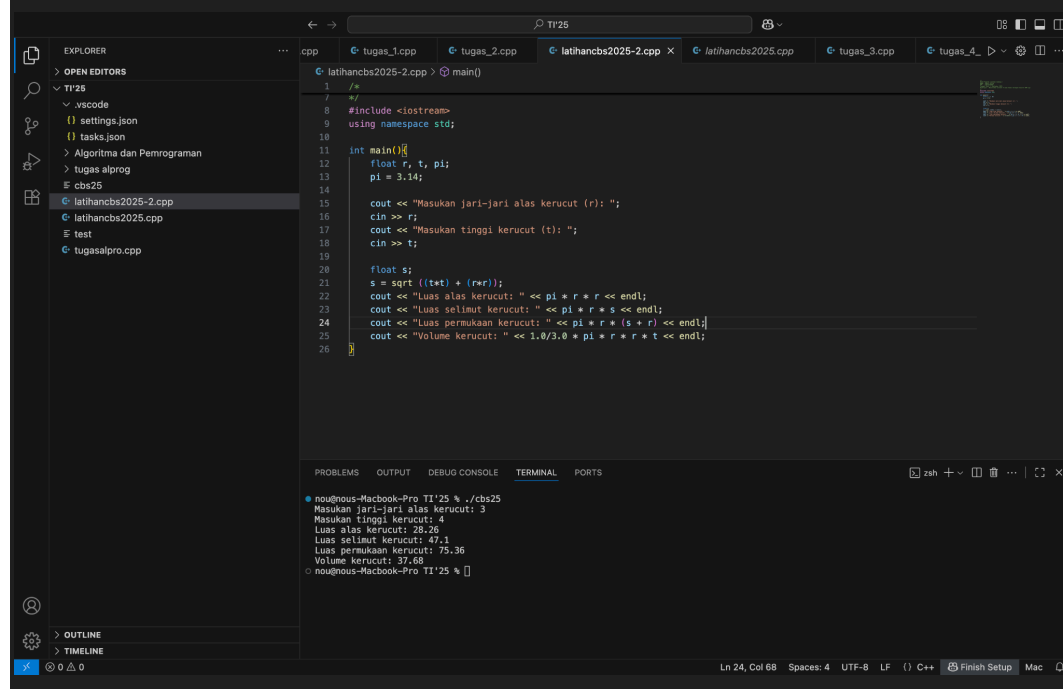 TI'25
EXPLORER
OPEN EDITORS
TI'25
.vscode
{} settings.json
{} tasks.json
Algoritma dan Pemrograman
tugas alprog
cbs25
latihancbs2025-2.cpp
latihancbs2025.cpp
test
tugasalpro.cpp
OUTLINE
TIMELINE
.cpp tugas_1.cpp tugas_2.cpp latihancbs2025-2.cpp latihancbs2025.cpp tugas_3.cpp tugas_4_
latihancbs2025-2.cpp > main()
1 /*
7 */
8 #include <iostream>
9 using namespace std;
10
11 int main(){
12 float r, t, pi;
13 pi = 3.14;
14
15 cout << "Masukan jari-jari alas kerucut (r): ";
16 cin >> r;
17 cout << "Masukan tinggi kerucut (t): ";
18 cin >> t;
19
20 float s;
21 s = sqrt ((t*t) + (r*r));
22 cout << "Luas alas kerucut: " << pi * r * r << endl;
23 cout << "Luas selimut kerucut: " << pi * r * s << endl;
24 cout << "Luas permukaan kerucut: " << pi * r * (s + r) << endl;
25 cout << "Volume kerucut: " << 1.0/3.0 * pi * r * r * t << endl;
26 }
PROBLEMS OUTPUT DEBUG CONSOLE TERMINAL PORTS
zsh
nou@nous-Macbook-Pro TI'25 % ./cbs25
Masukan jari-jari alas kerucut: 3
Masukan tinggi kerucut: 4
Luas alas kerucut: 28.26
Luas selimut kerucut: 47.1
Luas permukaan kerucut: 75.36
Volume kerucut: 37.68
nou@nous-Macbook-Pro TI'25 %
0 0 Ln 24, Col 68 Spaces: 4 UTF-8 LF {} C++ Finish Setup Mac